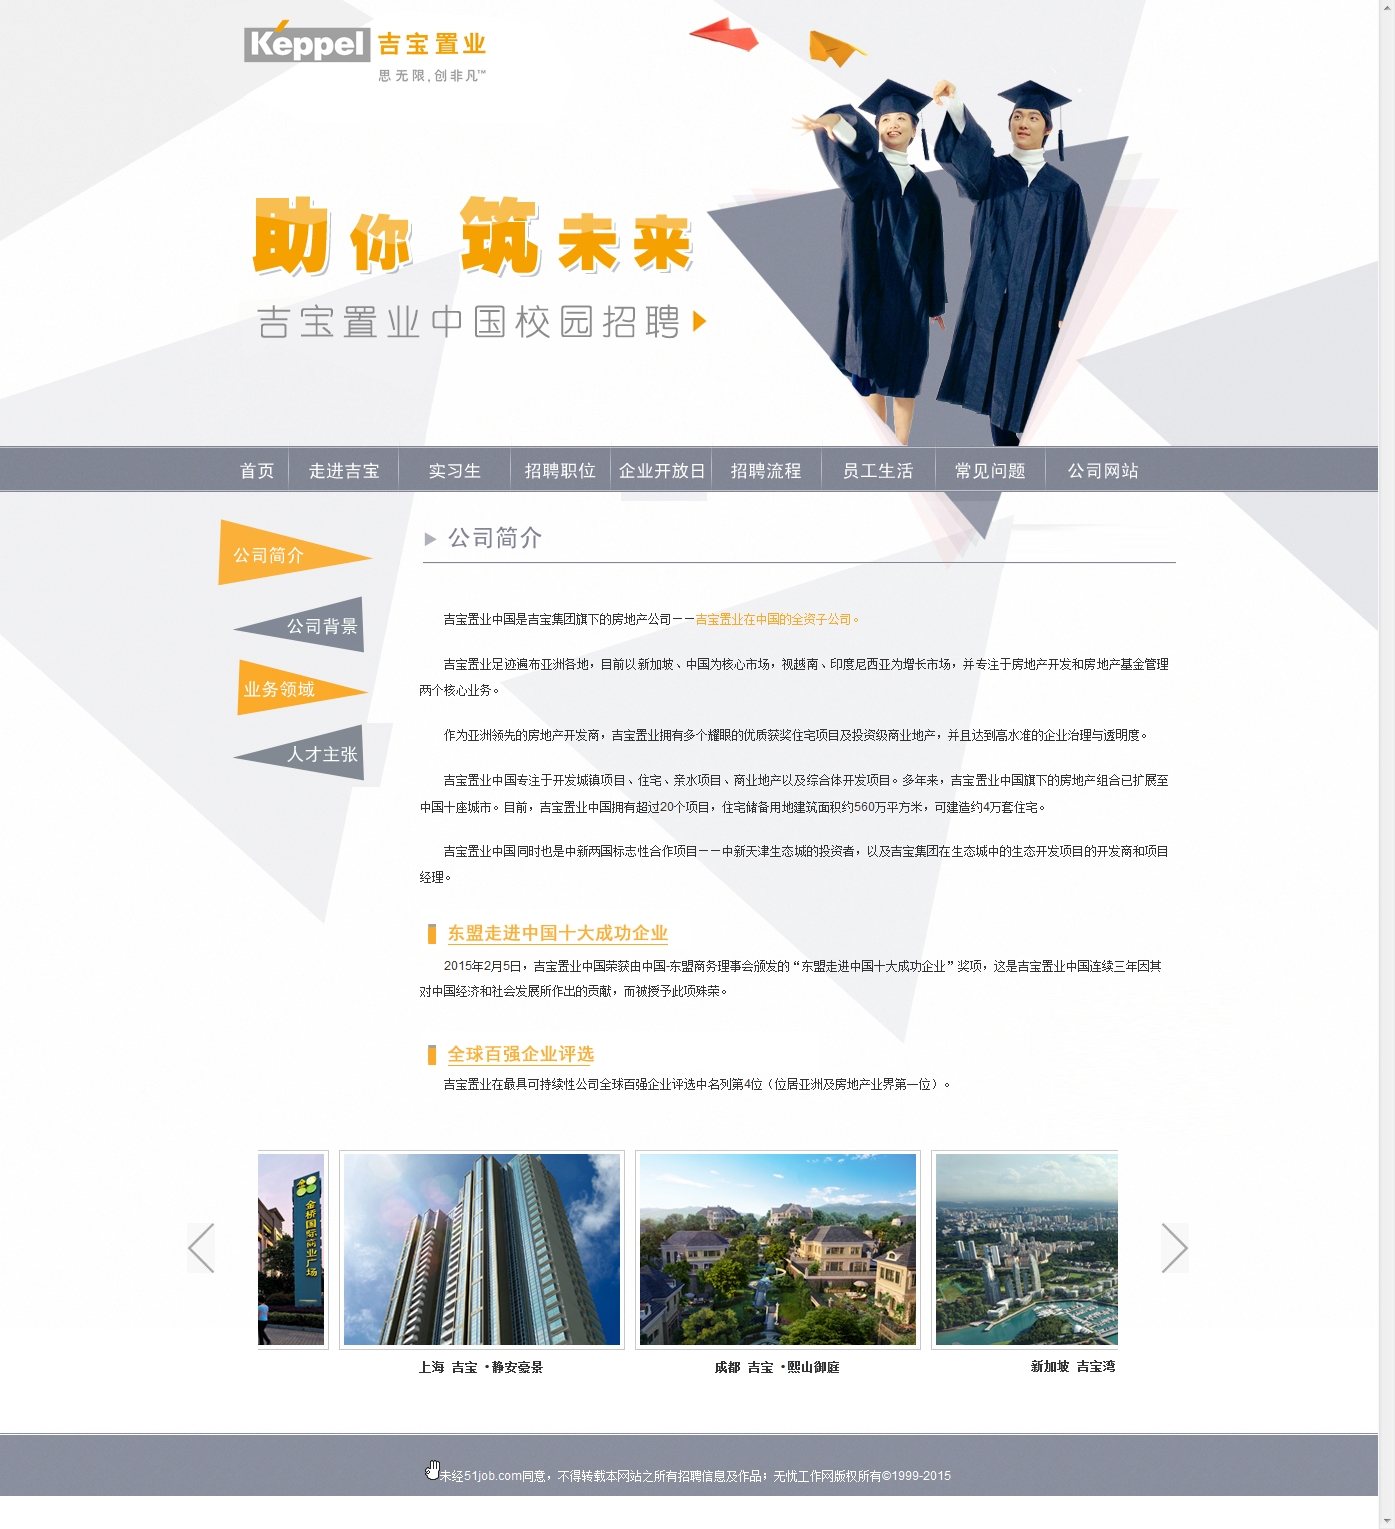 Keppel 吉宝置业
思无限,创非凡™
助你 筑未来
吉宝置业中国校园招聘
首页 走进吉宝 实习生 招聘职位 企业开放日 招聘流程 员工生活 常见问题 公司网站
公司简介
公司背景
业务领域
人才主张
公司简介
吉宝置业中国是吉宝集团旗下的房地产公司——吉宝置业在中国的全资子公司。
吉宝置业足迹遍布亚洲各地，目前以新加坡、中国为核心市场，视越南、印度尼西亚为增长市场，并专注于房地产开发和房地产基金管理
两个核心业务。
作为亚洲领先的房地产开发商，吉宝置业拥有多个耀眼的优质获奖住宅项目及投资级商业地产，并且达到高水准的企业治理与透明度。
吉宝置业中国专注于开发城镇项目、住宅、亲水项目、商业地产以及综合体开发项目。多年来，吉宝置业中国旗下的房地产组合已扩展至
中国十座城市。目前，吉宝置业中国拥有超过20个项目，住宅储备用地建筑面积约560万平方米，可建造约4万套住宅。
吉宝置业中国同时也是中新两国标志性合作项目——中新天津生态城的投资者，以及吉宝集团在生态城中的生态开发项目的开发商和项目
经理。
东盟走进中国十大成功企业
2015年2月5日，吉宝置业中国荣获由中国-东盟商务理事会颁发的“东盟走进中国十大成功企业”奖项，这是吉宝置业中国连续三年因其
对中国经济和社会发展所作出的贡献，而被授予此项殊荣。
全球百强企业评选
吉宝置业在最具可持续性公司全球百强企业评选中名列第4位（位居亚洲及房地产业界第一位）。
金桥国际商业广场
上海 吉宝 ·静安豪景
成都 吉宝 ·熙山御庭
新加坡 吉宝湾
未经51job.com同意，不得转载本网站之所有招聘信息及作品；无忧工作网版权所有©1999-2015